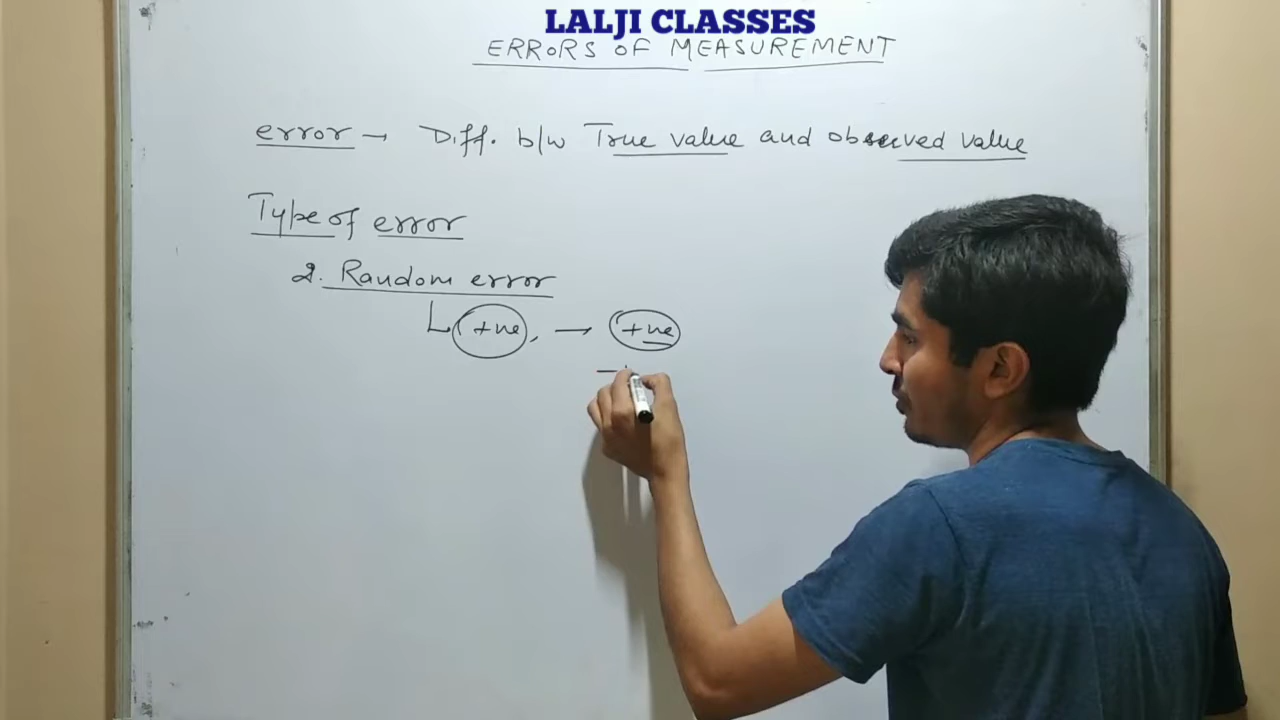 LALJI CLASSES
ERRORS OF MEASUREMENT
error → Diff. b/w True value and observed value
Type of error
2. Random error
+ve, → +ve